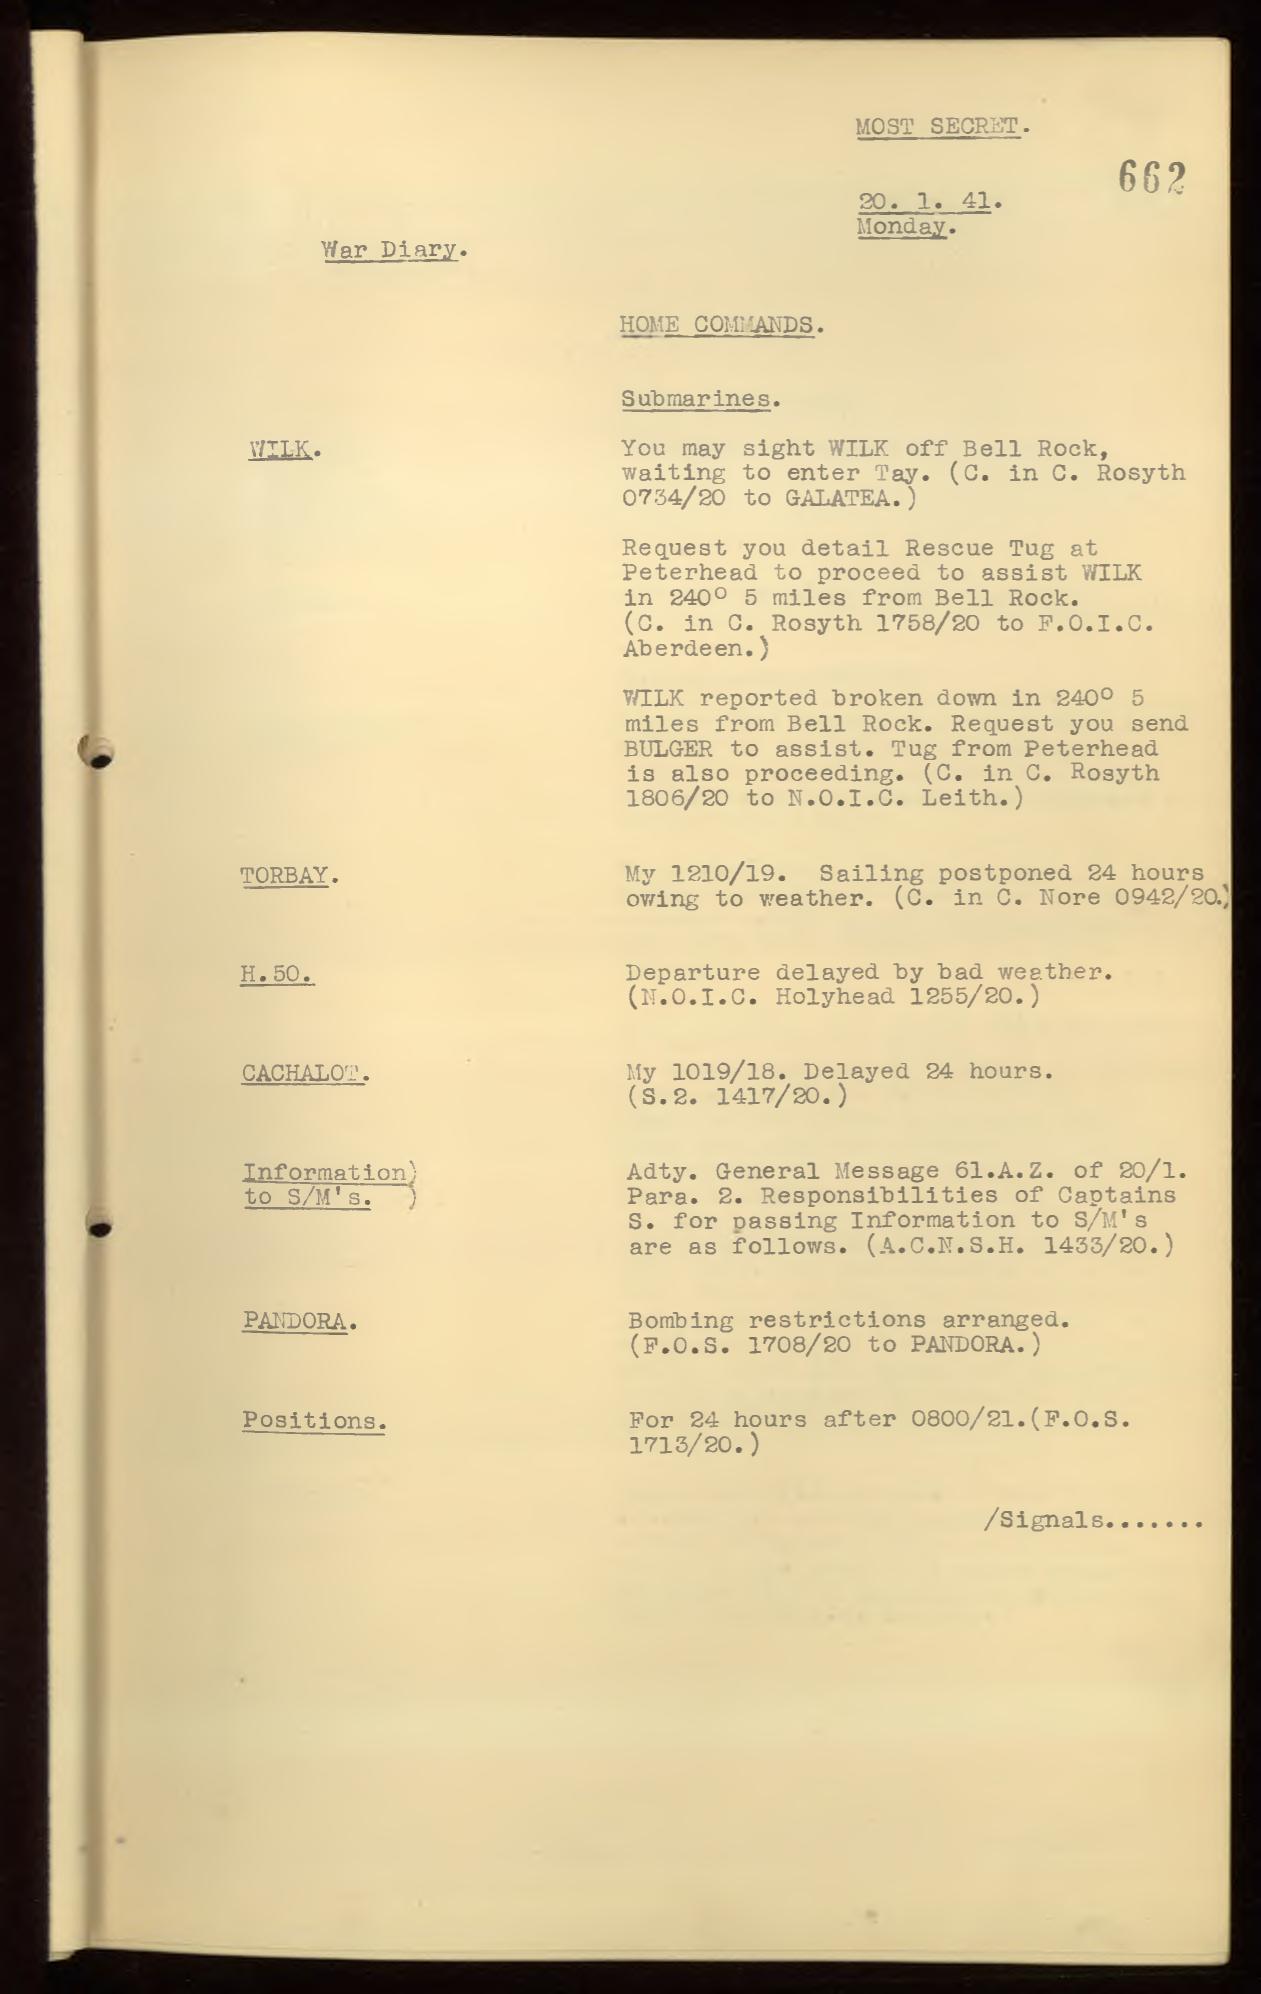 MOST SECRET.
662
20. 1. 41.
Monday.
War Diary.
HOME COMMANDS.
Submarines.
WILK.
You may sight WILK off Bell Rock,
waiting to enter Tay. (C. in C. Rosyth
0734/20 to GALATEA.)
Request you detail Rescue Tug at
Peterhead to proceed to assist WILK
in 240° 5 miles from Bell Rock.
(C. in C. Rosyth 1758/20 to F.O.I.C.
Aberdeen.)
WILK reported broken down in 240° 5
miles from Bell Rock. Request you send
BULGER to assist. Tug from Peterhead
is also proceeding. (C. in C. Rosyth
1806/20 to N.O.I.C. Leith.)
TORBAY.
My 1210/19. Sailing postponed 24 hours
owing to weather. (C. in C. Nore 0942/20.)
H.50.
Departure delayed by bad weather.
(N.O.I.C. Holyhead 1255/20.)
CACHALOT.
My 1019/18. Delayed 24 hours.
(S.2. 1417/20.)
Information)
to S/M's. )
Adty. General Message 61.A.Z. of 20/1.
Para. 2. Responsibilities of Captains
S. for passing Information to S/M's
are as follows. (A.C.N.S.H. 1433/20.)
PANDORA.
Bombing restrictions arranged.
(F.O.S. 1708/20 to PANDORA.)
Positions.
For 24 hours after 0800/21.(F.O.S.
1713/20.)
/Signals.......